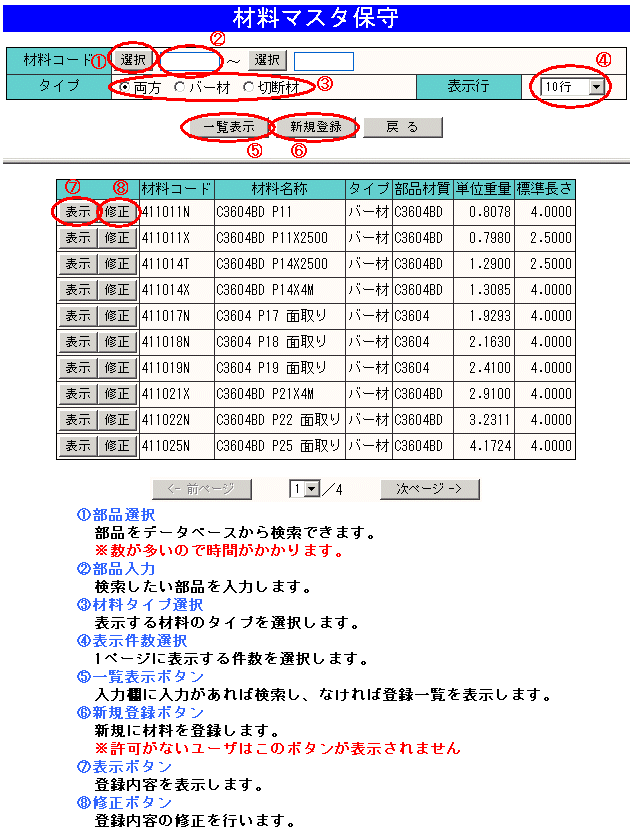 材料マスタ保守
②
材料コード① 選択 ～ 選択
タイプ 両方 バー材 切断材 ③ 表示行 10行 ④
一覧表示 新規登録 戻る
⑤ ⑥
⑦ ⑧ 材料コード 材料名称 タイプ 部品材質 単位重量 標準長さ
表示 修正 411011N C3604BD P11 バー材 C3604BD 0.8078 4.0000
表示 修正 411011X C3604BD P11X2500 バー材 C3604BD 0.7980 2.5000
表示 修正 411014T C3604BD P14X2500 バー材 C3604BD 1.2900 2.5000
表示 修正 411014X C3604BD P14X4M バー材 C3604BD 1.3085 4.0000
表示 修正 411017N C3604 P17 面取り バー材 C3604 1.9293 4.0000
表示 修正 411018N C3604 P18 面取り バー材 C3604 2.1630 4.0000
表示 修正 411019N C3604 P19 面取り バー材 C3604 2.4100 4.0000
表示 修正 411021X C3604BD P21X4M バー材 C3604BD 2.9100 4.0000
表示 修正 411022N C3604BD P22 面取り バー材 C3604BD 3.2311 4.0000
表示 修正 411025N C3604BD P25 面取り バー材 C3604BD 4.1724 4.0000
<- 前ページ 1 ／4 次ページ ->
①部品選択
部品をデータベースから検索できます。
※数が多いので時間がかかります。
②部品入力
検索したい部品を入力します。
③材料タイプ選択
表示する材料のタイプを選択します。
④表示件数選択
1ページに表示する件数を選択します。
⑤一覧表示ボタン
入力欄に入力があれば検索し、なければ登録一覧を表示します。
⑥新規登録ボタン
新規に材料を登録します。
※許可がないユーザはこのボタンが表示されません
⑦表示ボタン
登録内容を表示します。
⑧修正ボタン
登録内容の修正を行います。